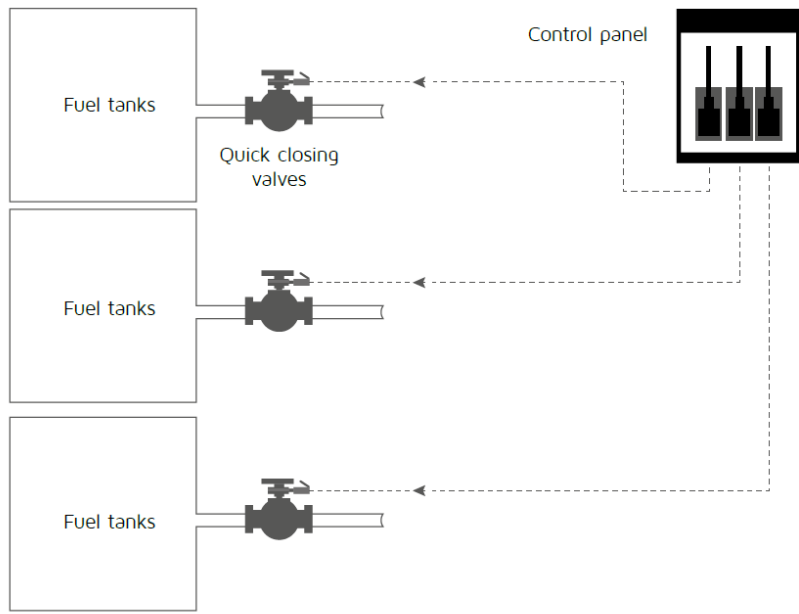 Control panel
Fuel tanks
Quick closing
valves
Fuel tanks
Fuel tanks